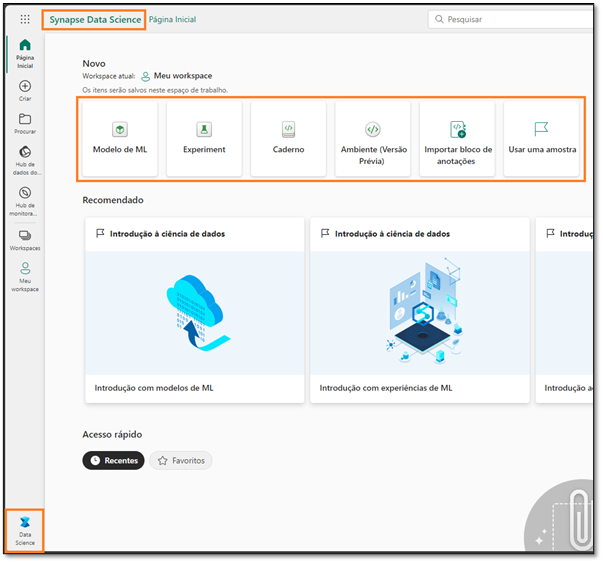 Synapse Data Science Página Inicial
Pesquisar
Página
Inicial
Criar
Procurar
Hub de
dados do...
Hub de
monitora...
Workspaces
Meu
workspace
Data
Science
Novo
Workspace atual: Meu workspace
Os itens serão salvos neste espaço de trabalho.
Modelo de ML
Experiment
Caderno
Ambiente (Versão
Prévia)
Importar bloco de
anotações
Usar uma amostra
Recomendado
Introdução à ciência de dados
Introdução com modelos de ML
Introdução à ciência de dados
Introdução com experiências de ML
Introduç
Introdução a
Acesso rápido
Recentes
Favoritos